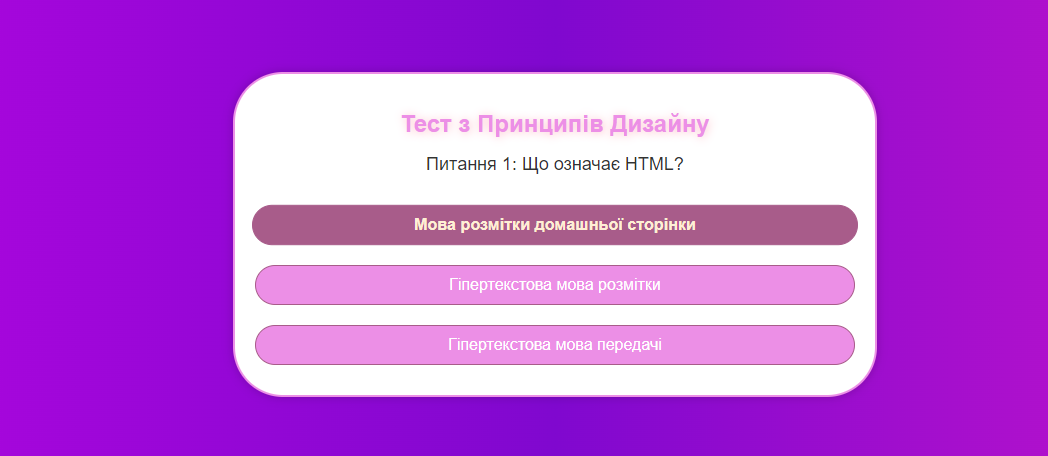 Тест з Принципів Дизайну
Питання 1: Що означає HTML?
Мова розмітки домашньої сторінки
Гіпертекстова мова розмітки
Гіпертекстова мова передачі